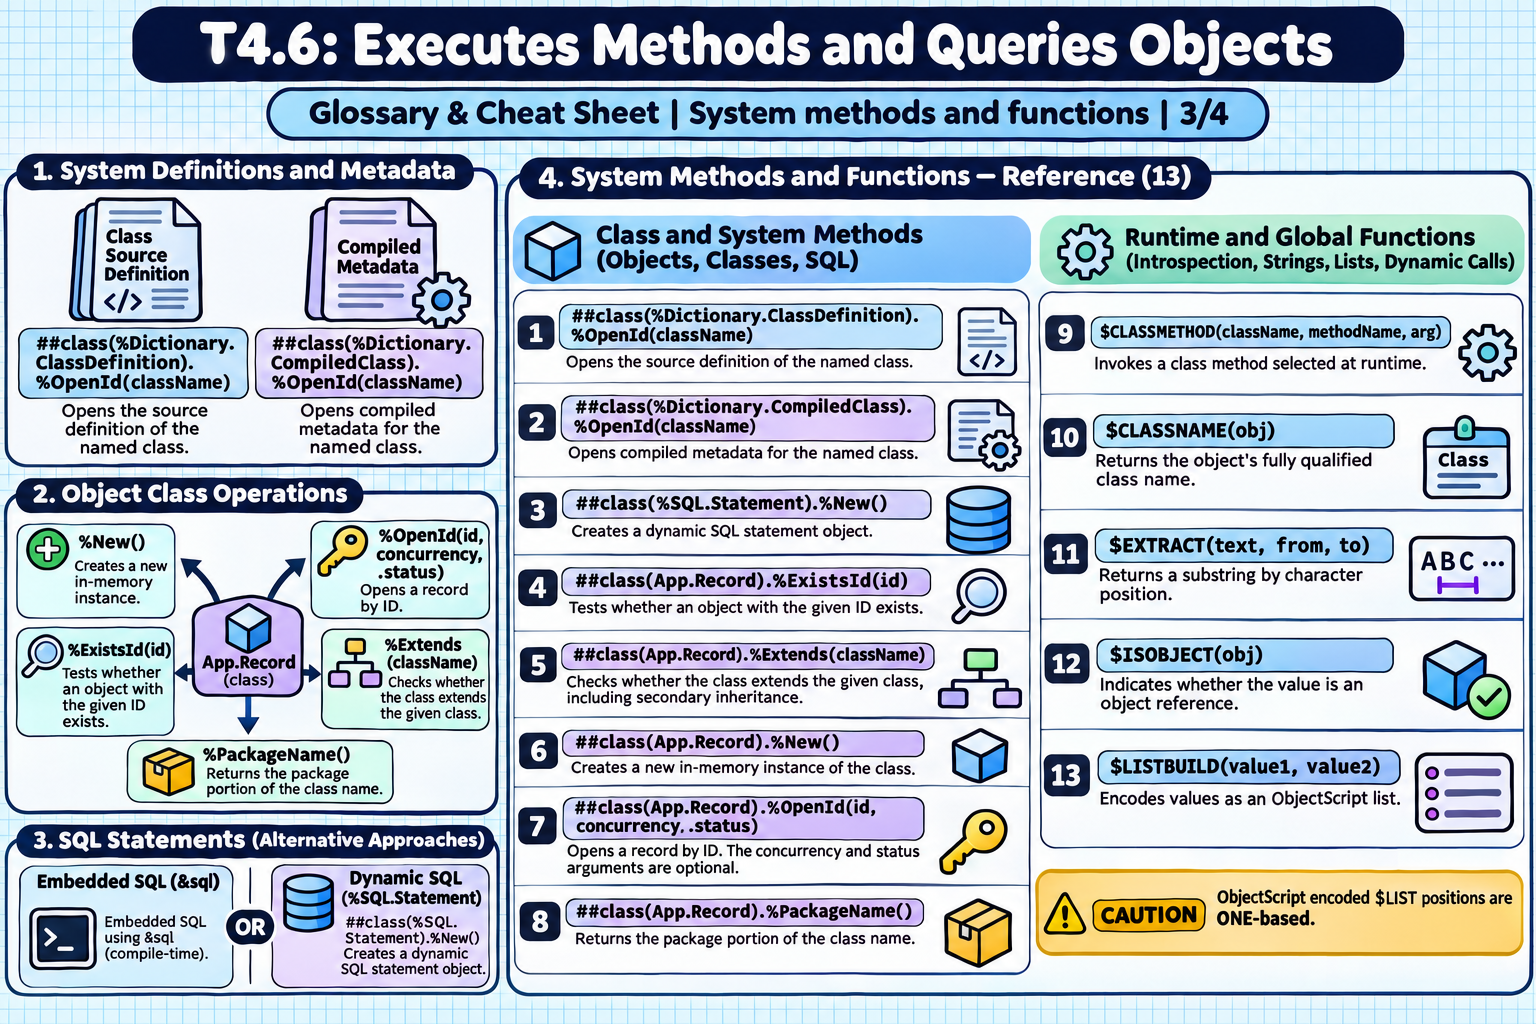 T4.6: Executes Methods and Queries Objects
Glossary & Cheat Sheet | System methods and functions | 3/4
1. System Definitions and Metadata
Class
Source
Definition
</>
Compiled
Metadata
##class(%Dictionary.
ClassDefinition).
%OpenId(className)
Opens the source
definition of the
named class.
##class(%Dictionary.
CompiledClass).
%OpenId(className)
Opens compiled
metadata for the
named class.
2. Object Class Operations
%New()
Creates a new
in-memory
instance.
%OpenId(id,
concurrency,
.status)
Opens a record
by ID.
%ExistsId(id)
Tests whether
an object with
the given ID
exists.
App.Record
(class)
%Extends
(className)
Checks whether
the class extends
the given class.
%PackageName()
Returns the package
portion of the class name.
3. SQL Statements (Alternative Approaches)
Embedded SQL (&sql)
>_
Embedded SQL
using &sql
(compile-time).
OR
Dynamic SQL
(%SQL.Statement)
##class(%SQL.
Statement).%New()
Creates a dynamic
SQL statement object.
4. System Methods and Functions — Reference (13)
Class and System Methods
(Objects, Classes, SQL)
1
##class(%Dictionary.ClassDefinition).
%OpenId(className)
Opens the source definition of the named class.
</>
2
##class(%Dictionary.CompiledClass).
%OpenId(className)
Opens compiled metadata for the named class.
3
##class(%SQL.Statement).%New()
Creates a dynamic SQL statement object.
4
##class(App.Record).%ExistsId(id)
Tests whether an object with the given ID exists.
5
##class(App.Record).%Extends(className)
Checks whether the class extends the given class,
including secondary inheritance.
6
##class(App.Record).%New()
Creates a new in-memory instance of the class.
7
##class(App.Record).%OpenId(id,
concurrency, .status)
Opens a record by ID. The concurrency and status
arguments are optional.
8
##class(App.Record).%PackageName()
Returns the package portion of the class name.
Runtime and Global Functions
(Introspection, Strings, Lists, Dynamic Calls)
9
$CLASSMETHOD(className, methodName, arg)
Invokes a class method selected at runtime.
10
$CLASSNAME(obj)
Returns the object's fully qualified
class name.
Class
11
$EXTRACT(text, from, to)
Returns a substring by character
position.
ABC...
12
$ISOBJECT(obj)
Indicates whether the value is an
object reference.
13
$LISTBUILD(value1, value2)
Encodes values as an ObjectScript list.
CAUTION
ObjectScript encoded $LIST positions are
ONE-based.